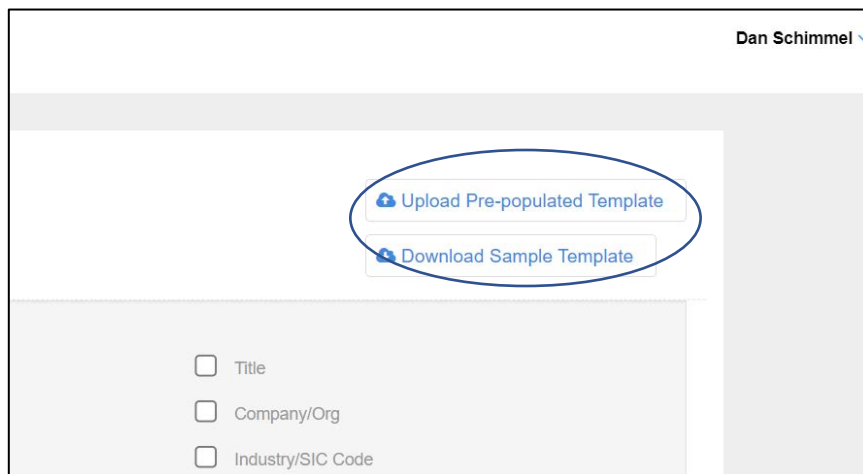 Dan Schimmel
Upload Pre-populated Template
Download Sample Template
Title
Company/Org
Industry/SIC Code